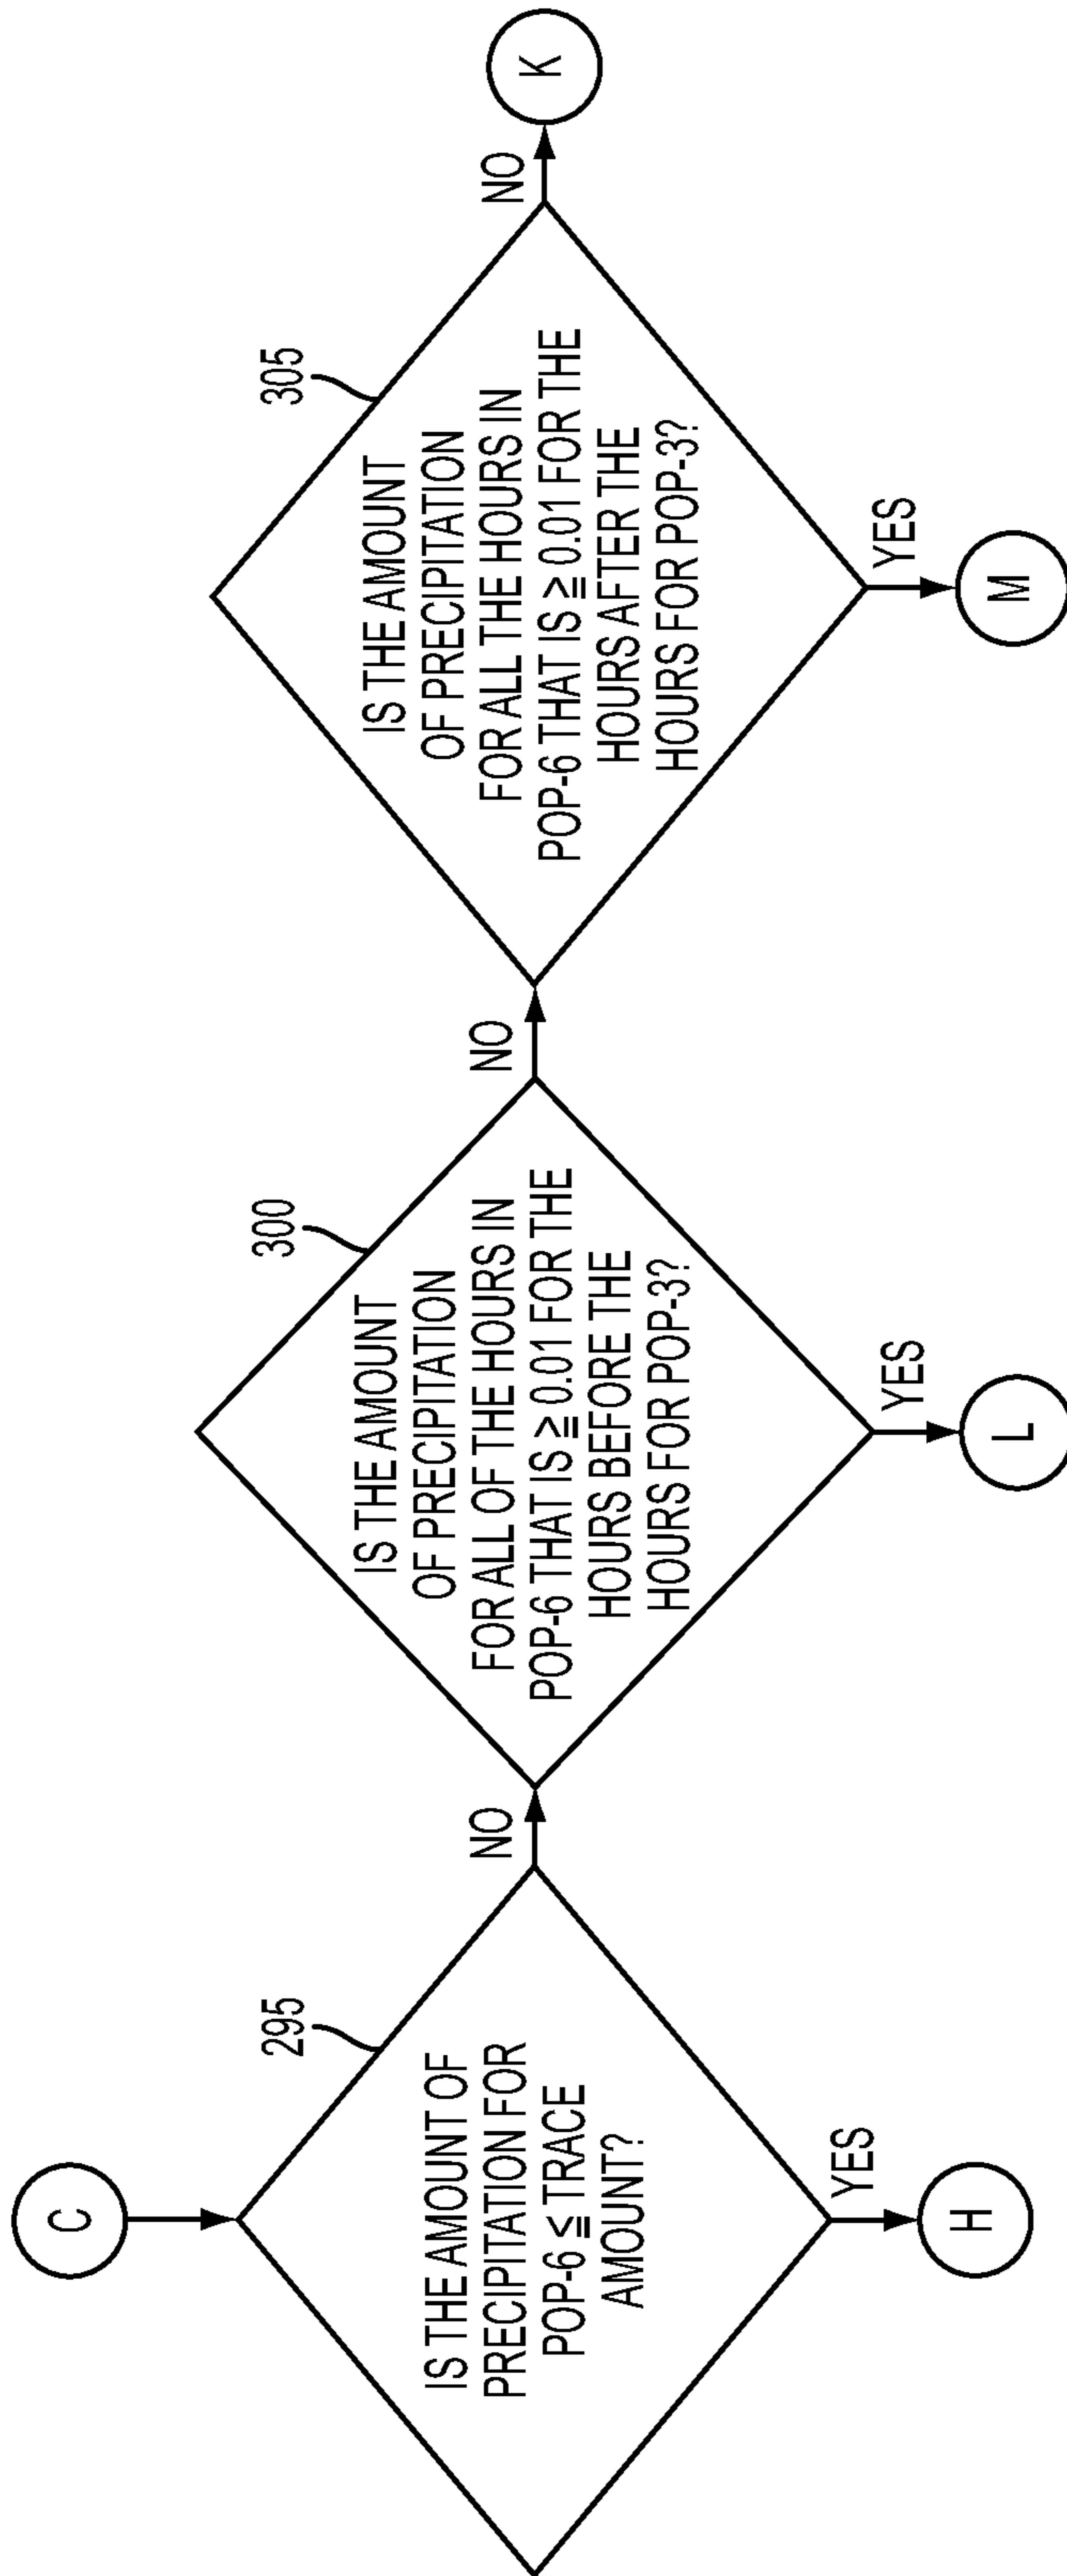 C
295
IS THE AMOUNT OF
PRECIPITATION FOR
POP-6 ≦ TRACE
AMOUNT?
YES
H
NO
300
IS THE AMOUNT
OF PRECIPITATION
FOR ALL OF THE HOURS IN
POP-6 THAT IS ≧ 0.01 FOR THE
HOURS BEFORE THE
HOURS FOR POP-3?
YES
L
NO
305
IS THE AMOUNT
OF PRECIPITATION
FOR ALL THE HOURS IN
POP-6 THAT IS ≧ 0.01 FOR THE
HOURS AFTER THE
HOURS FOR POP-3?
YES
M
NO
K